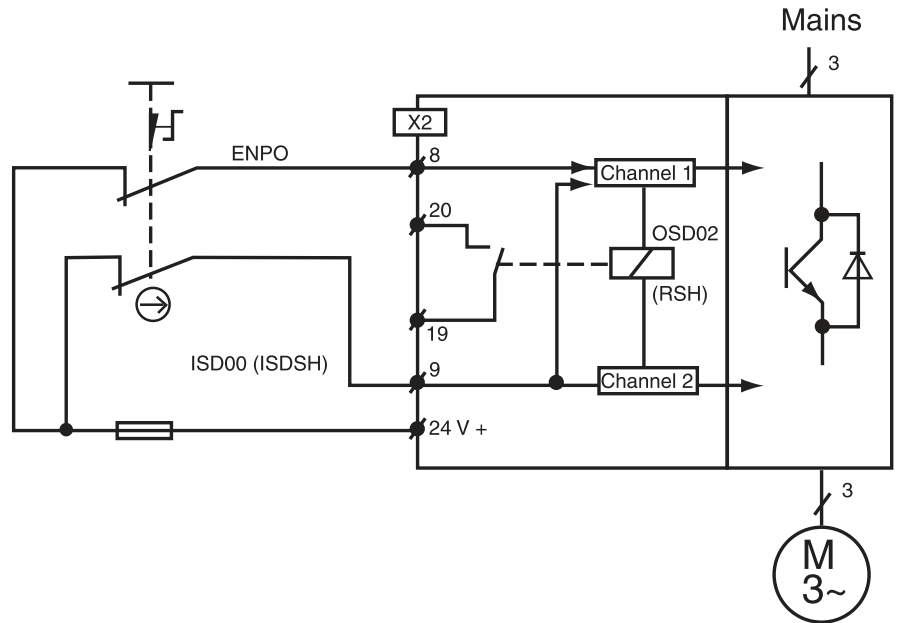 Mains
3
X2
ENPO
8
Channel 1
20
OSD02
(RSH)
19
ISD00 (ISDSH)
9
Channel 2
24 V +
3
M
3~